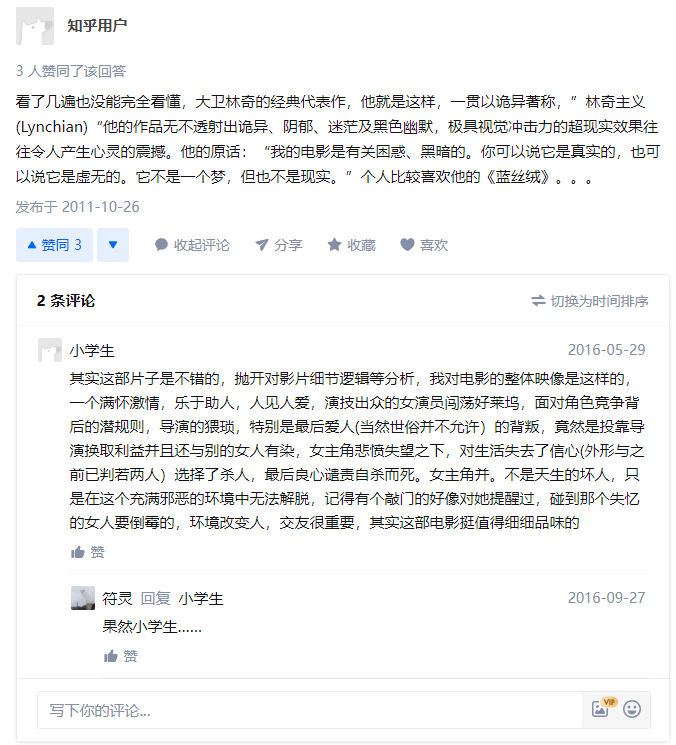 知乎用户
3 人赞同了该回答
看了几遍也没能完全看懂，大卫林奇的经典代表作，他就是这样，一贯以诡异著称，”林奇主义
(Lynchian)“他的作品无不透射出诡异、阴郁、迷茫及黑色幽默，极具视觉冲击力的超现实效果往
往令人产生心灵的震撼。他的原话：“我的电影是有关困惑、黑暗的。你可以说它是真实的，也可
以说它是虚无的。它不是一个梦，但也不是现实。”个人比较喜欢他的《蓝丝绒》。。。
发布于 2011-10-26
赞同 3 收起评论 分享 收藏 喜欢
2 条评论 切换为时间排序
小学生 2016-05-29
其实这部片子是不错的，抛开对影片细节逻辑等分析，我对电影的整体映像是这样的，
一个满怀激情，乐于助人，人见人爱，演技出众的女演员闯荡好莱坞，面对角色竞争背
后的潜规则，导演的猥琐，特别是最后爱人(当然世俗并不允许）的背叛，竟然是投靠导
演换取利益并且还与别的女人有染，女主角悲愤失望之下，对生活失去了信心(外形与之
前已判若两人）选择了杀人，最后良心谴责自杀而死。女主角并。不是天生的坏人，只
是在这个充满邪恶的环境中无法解脱，记得有个敲门的好像对她提醒过，碰到那个失忆
的女人要倒霉的，环境改变人，交友很重要，其实这部电影挺值得细细品味的
赞
符灵 回复 小学生 2016-09-27
果然小学生......
赞
写下你的评论... VIP